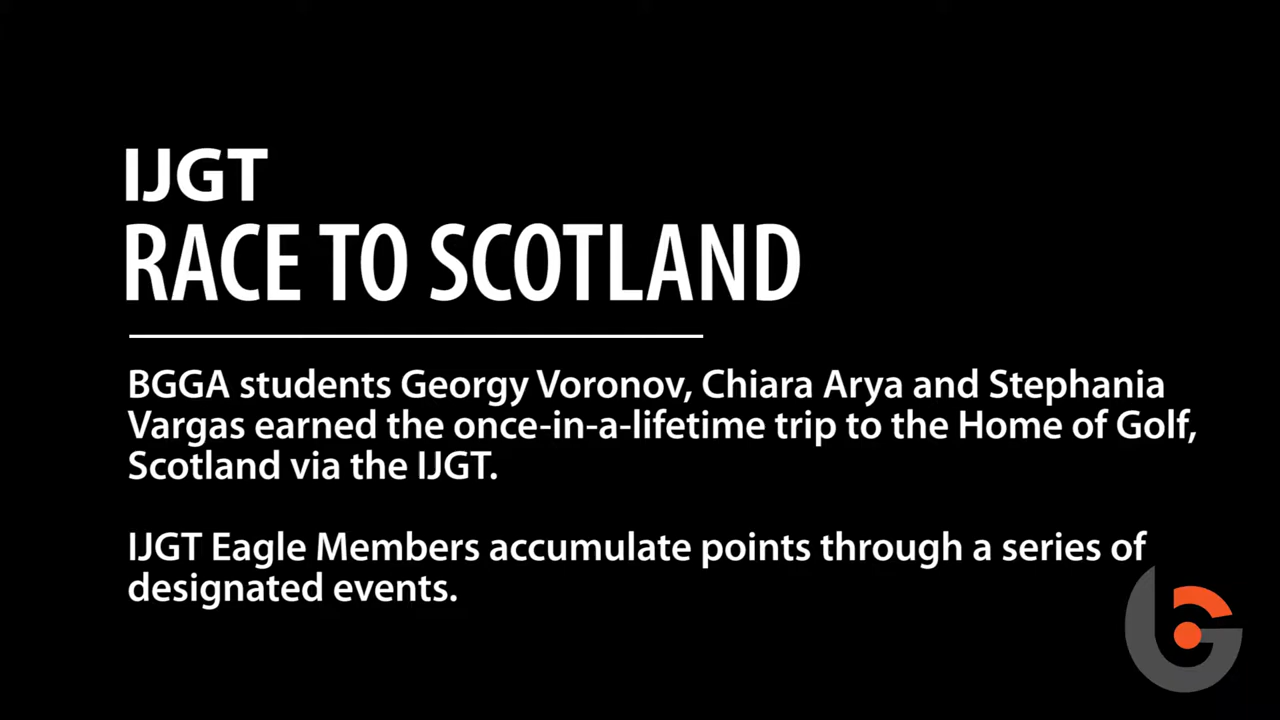 IJGT
RACE TO SCOTLAND
BGGA students Georgy Voronov, Chiara Arya and Stephania
Vargas earned the once-in-a-lifetime trip to the Home of Golf,
Scotland via the IJGT.
IJGT Eagle Members accumulate points through a series of
designated events.